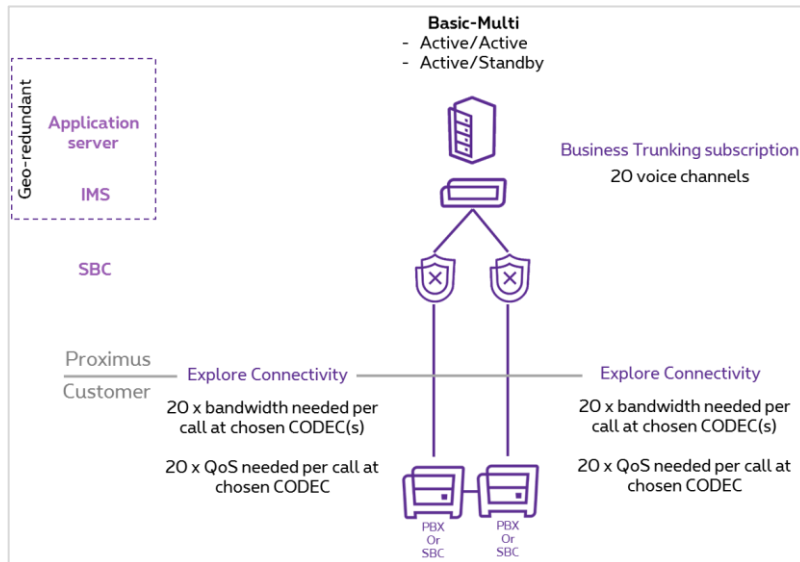 Basic-Multi
- Active/Active
- Active/Standby
Geo-redundant
Application
server
IMS
SBC
Business Trunking subscription
20 voice channels
Proximus
Customer
Explore Connectivity
20 x bandwidth needed per
call at chosen CODEC(s)
20 x QoS needed per call at
chosen CODEC
Explore Connectivity
20 x bandwidth needed per
call at chosen CODEC(s)
20 x QoS needed per call at
chosen CODEC
PBX
Or
SBC
PBX
Or
SBC